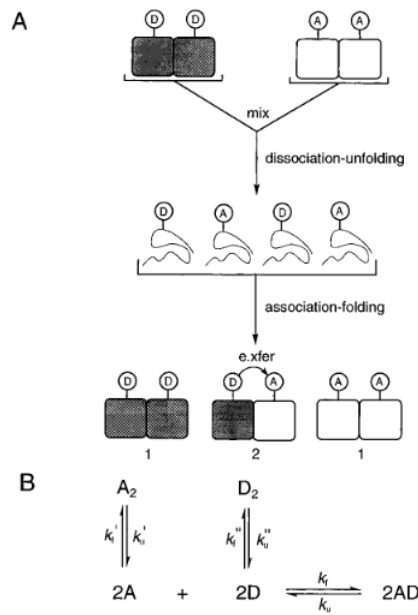 A
D D A A
mix
dissociation-unfolding
D A D A
association-folding
e.xfer
D D D A A A
1 2 1
B
A₂ D₂
kf' ku' kf'' ku''
kf
2A + 2D 2AD
ku